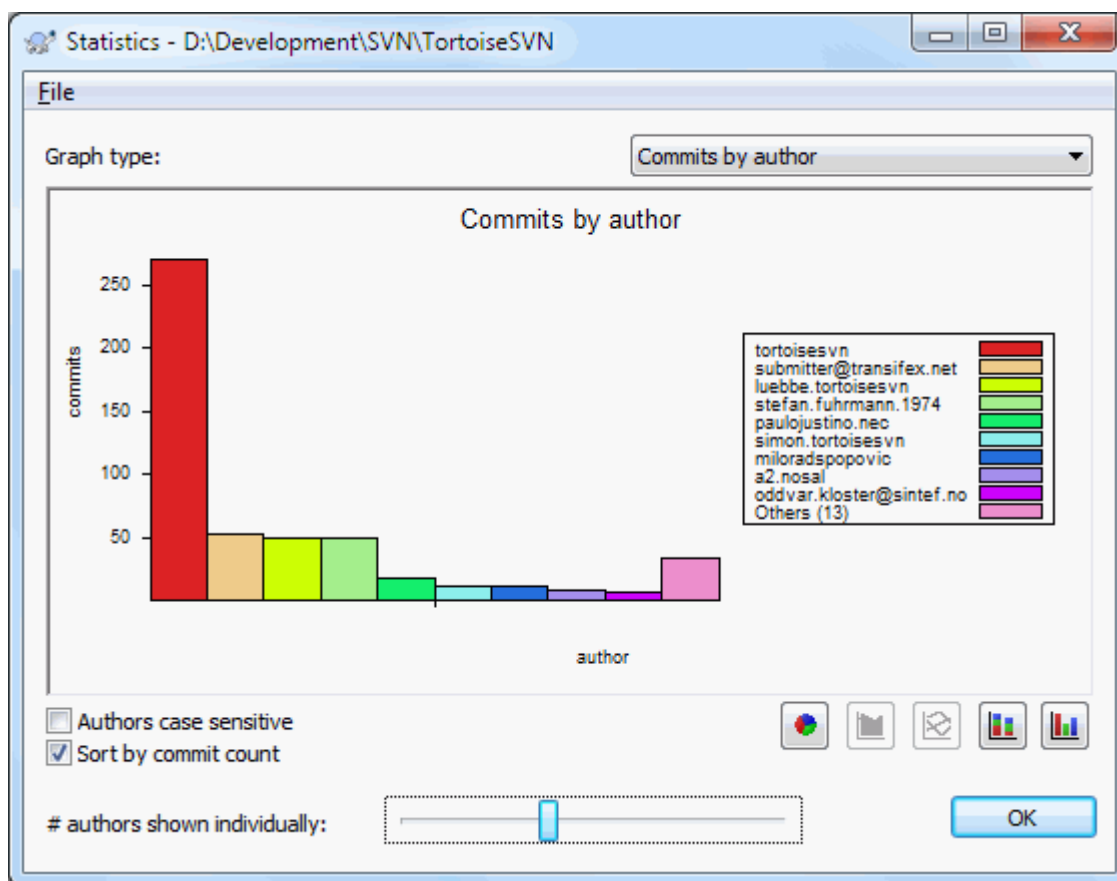 Statistics - D:\Development\SVN\TortoiseSVN
File
Graph type:
Commits by author
Commits by author
commits
250
200
150
100
50
author
tortoisesvn
submitter@transifex.net
luebbe.tortoisesvn
stefan.fuhrmann.1974
paulojustino.nec
simon.tortoisesvn
miloradspopovic
a2.nosal
oddvar.kloster@sintef.no
Others (13)
Authors case sensitive
Sort by commit count
# authors shown individually:
OK